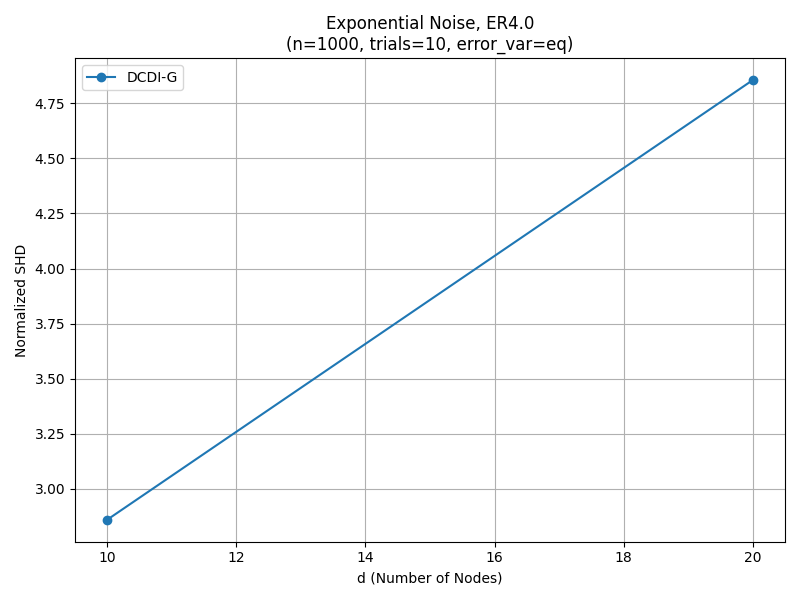 Exponential Noise, ER4.0
(n=1000, trials=10, error_var=eq)
DCDI-G
4.75
4.50
4.25
4.00
3.75
3.50
3.25
3.00
Normalized SHD
10 12 14 16 18 20
d (Number of Nodes)